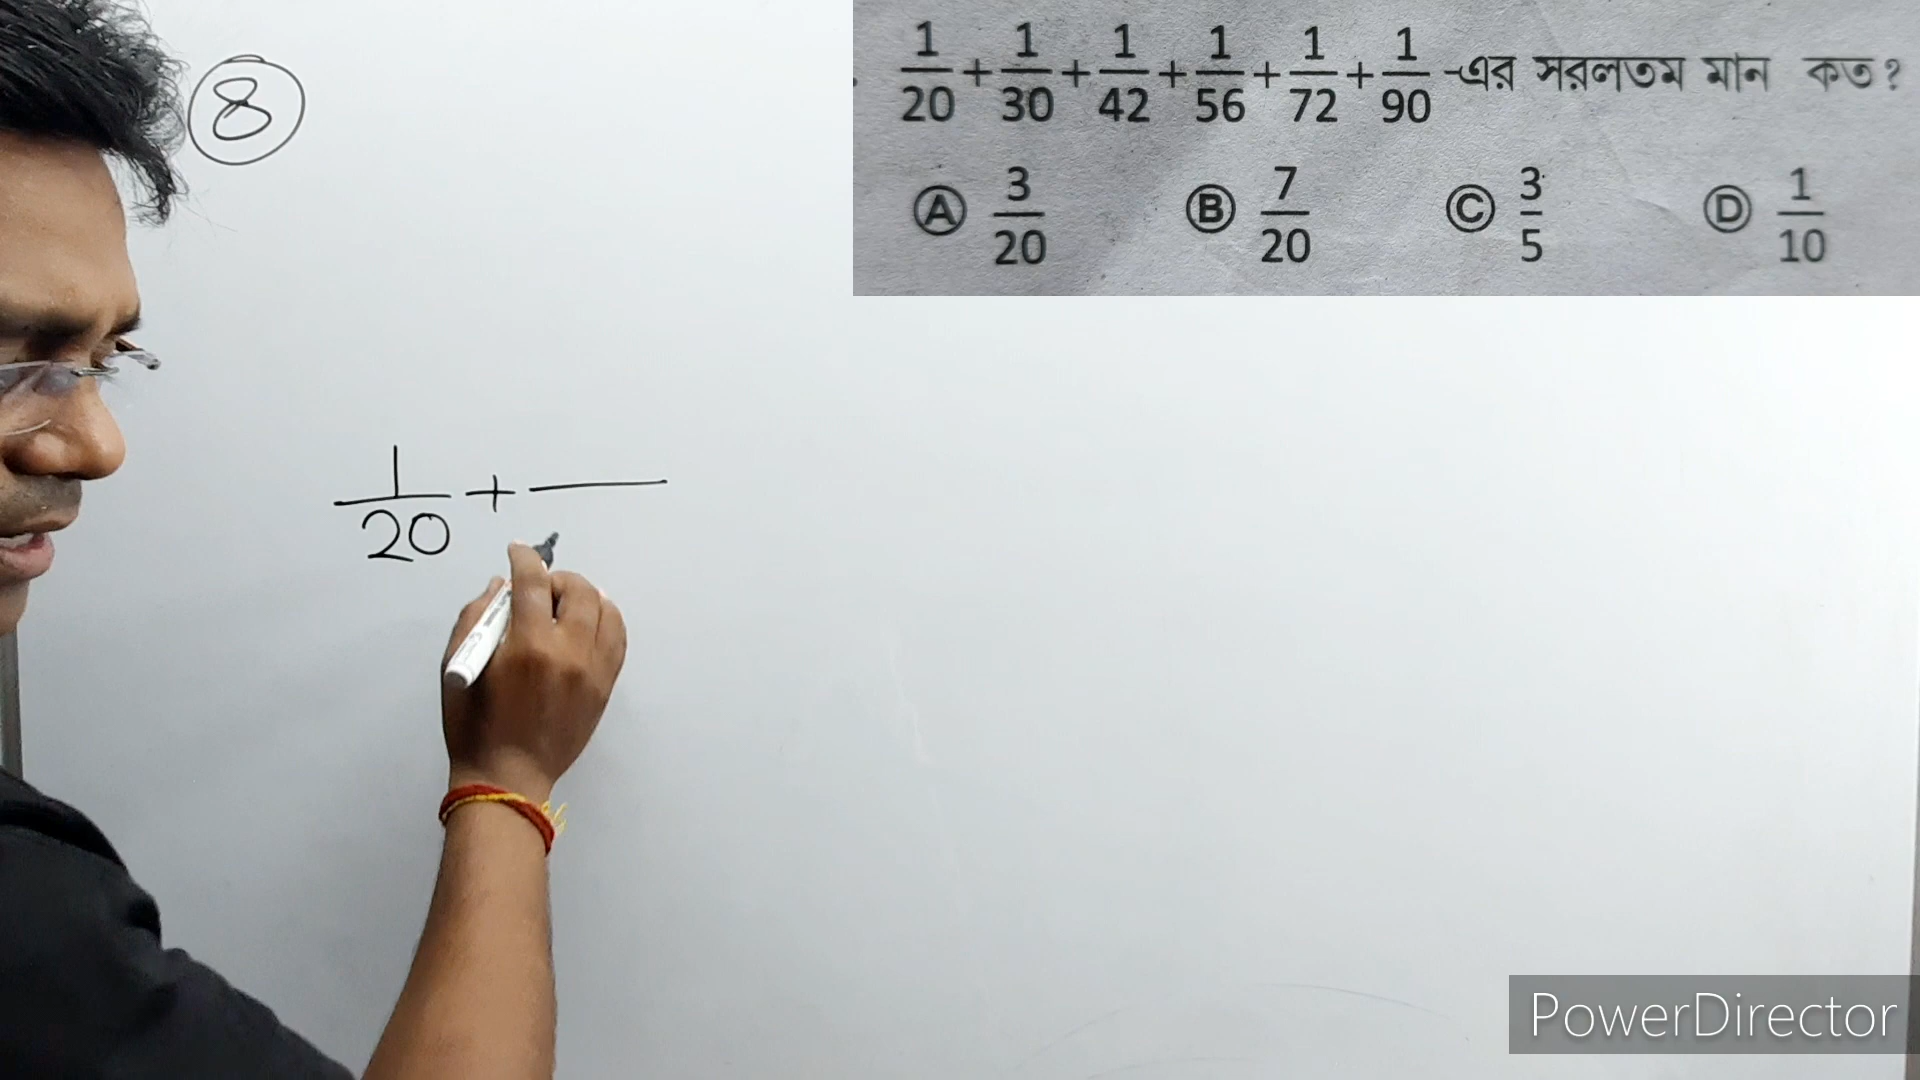 8
1/20 + 1/30 + 1/42 + 1/56 + 1/72 + 1/90 -এর সরলতম মান কত?
Ⓐ 3/20 Ⓑ 7/20 Ⓒ 3/5 Ⓓ 1/10
1/20 +
PowerDirector